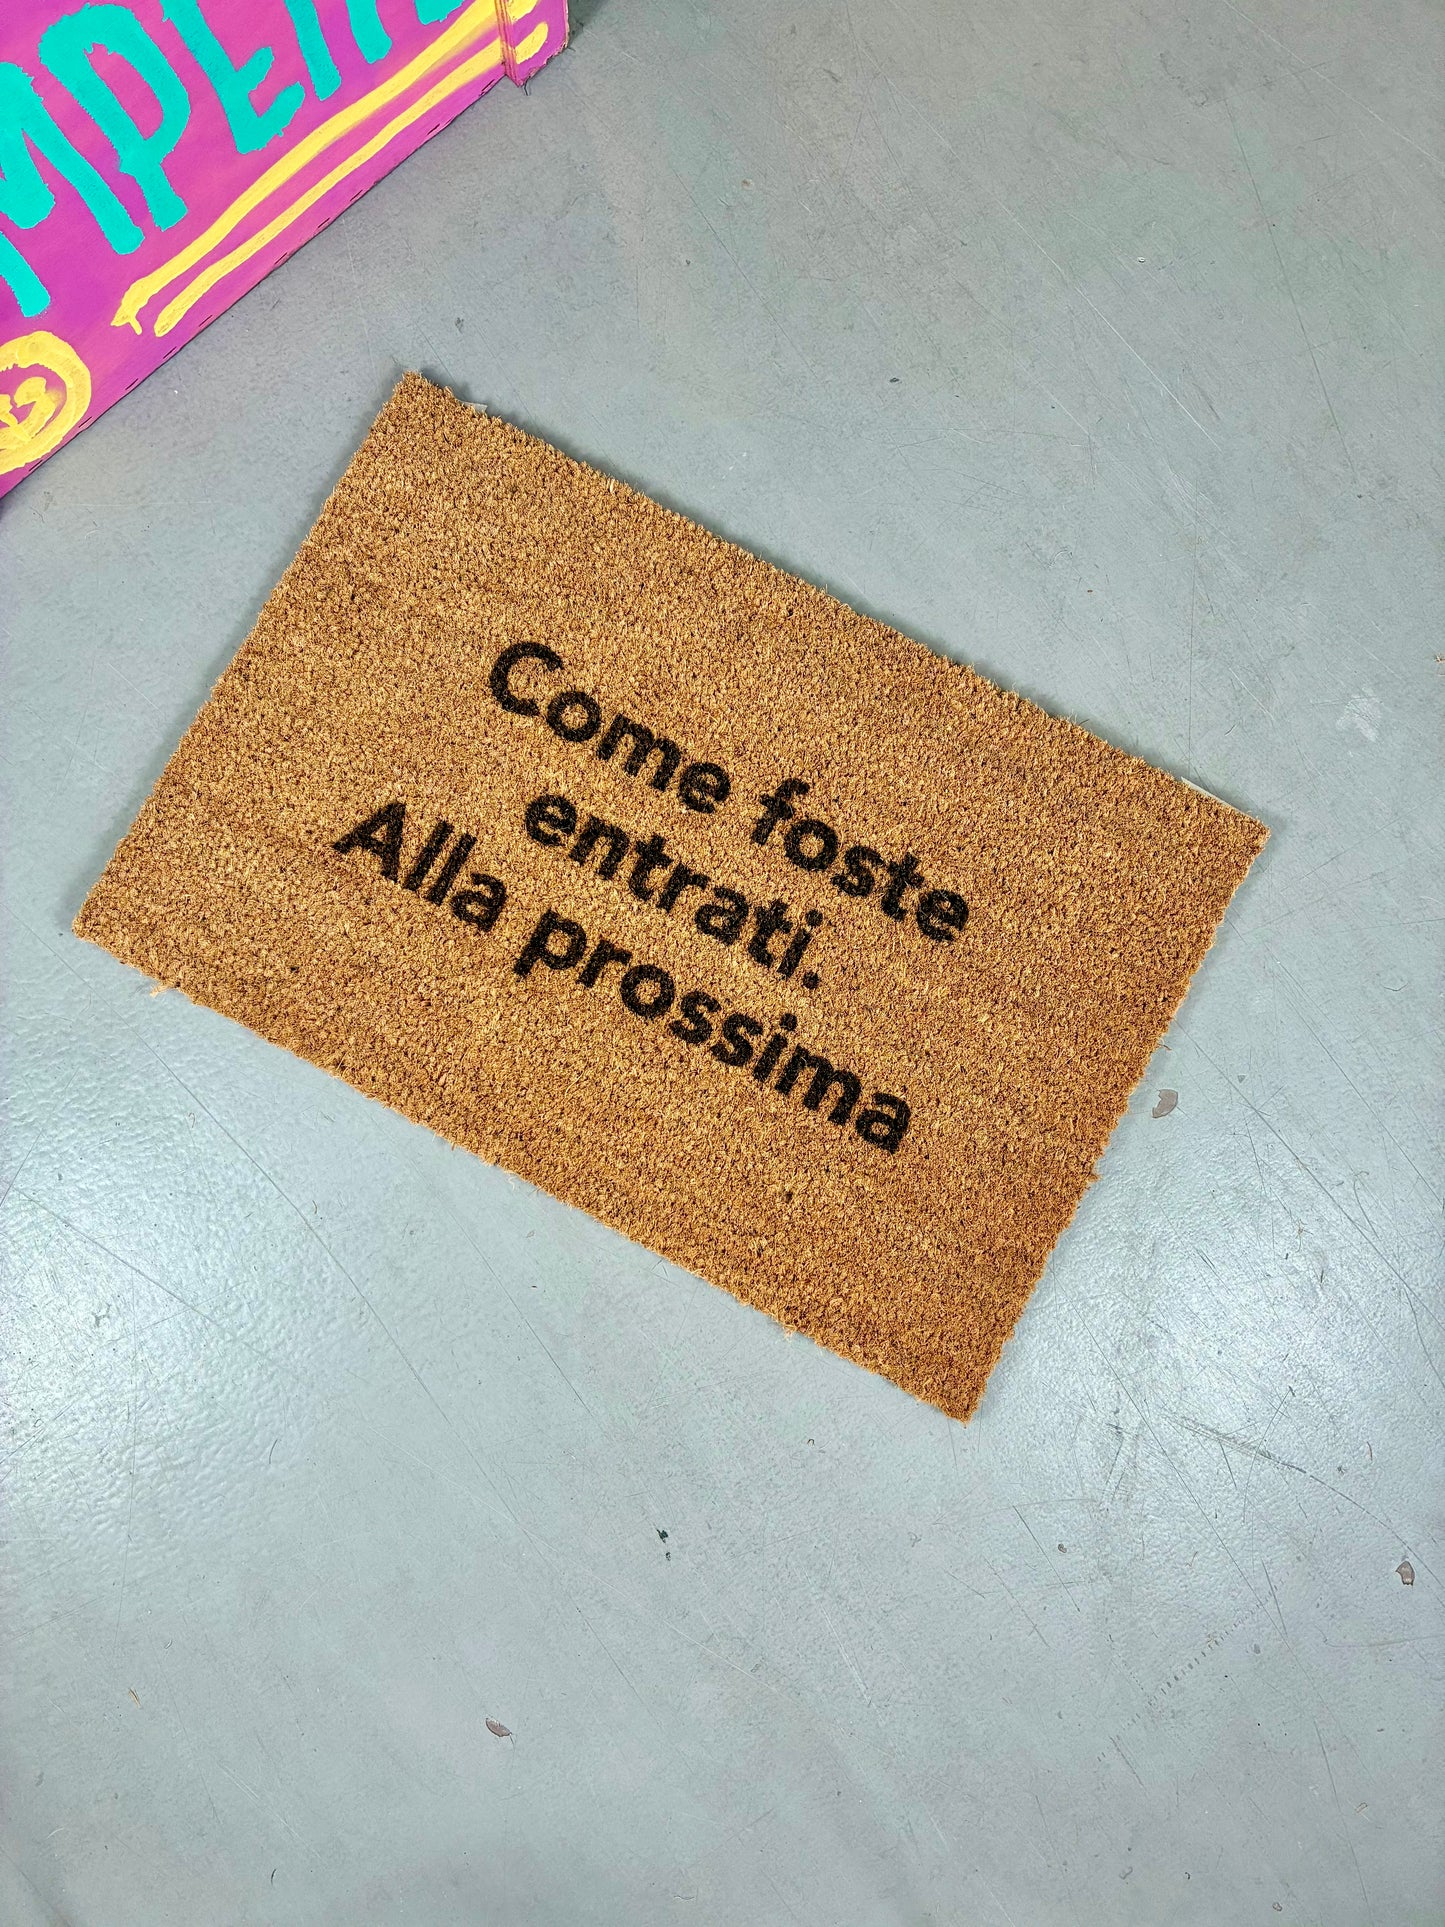 Come foste
entrati.
Alla prossima